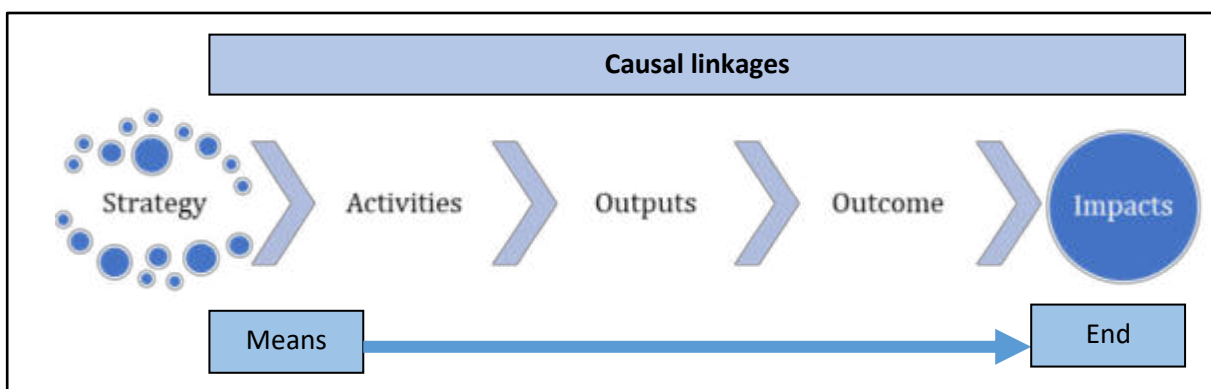 Causal linkages
Strategy
Activities
Outputs
Outcome
Impacts
Means
End